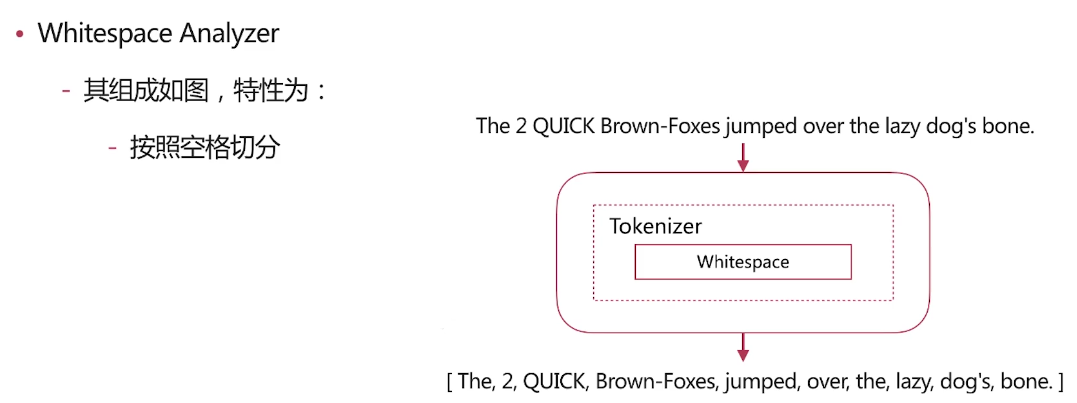 • Whitespace Analyzer
- 其组成如图，特性为：
- 按照空格切分
The 2 QUICK Brown-Foxes jumped over the lazy dog's bone.
Tokenizer
Whitespace
[ The, 2, QUICK, Brown-Foxes, jumped, over, the, lazy, dog's, bone. ]